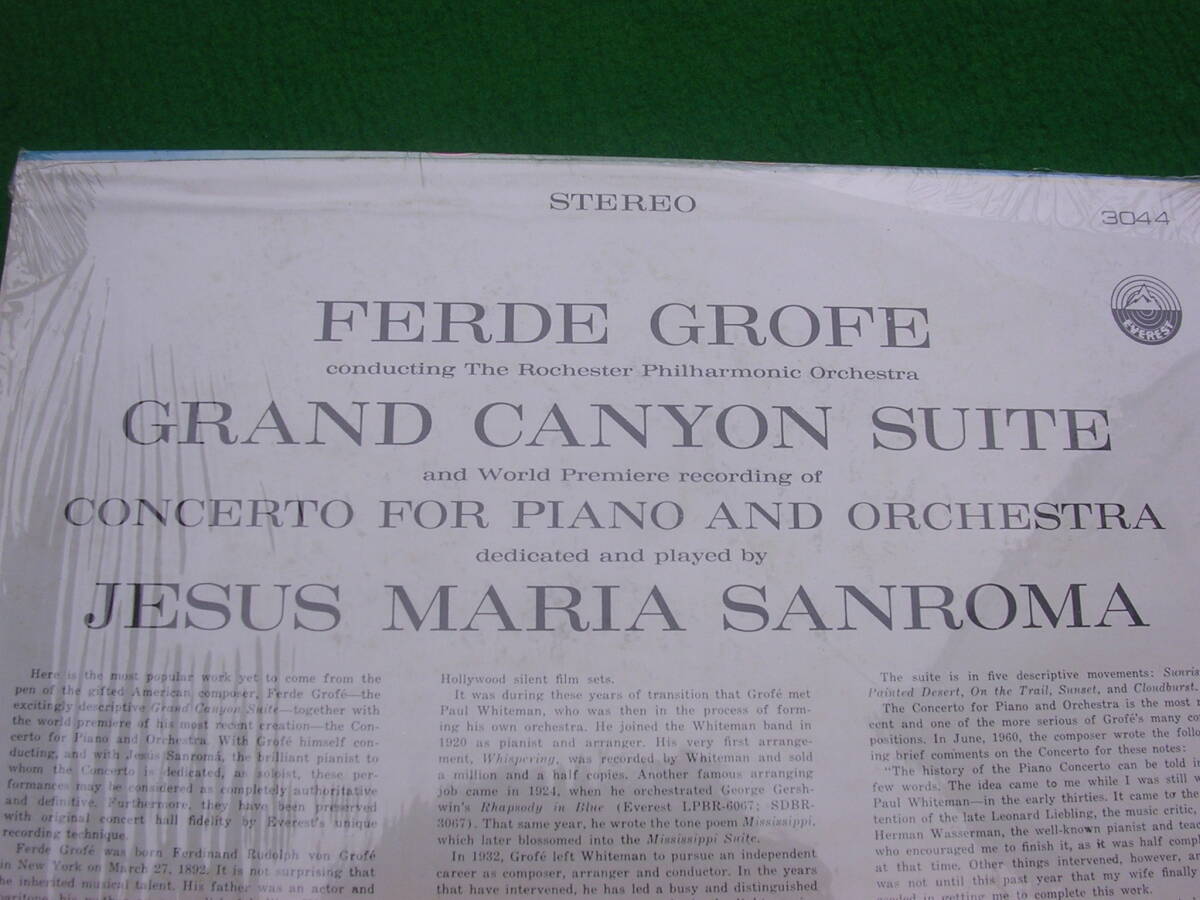 STEREO
3044
EVEREST
FERDE GROFE
conducting The Rochester Philharmonic Orchestra
GRAND CANYON SUITE
and World Premiere recording of
CONCERTO FOR PIANO AND ORCHESTRA
dedicated and played by
JESUS MARIA SANROMA
Here is the most popular work yet to come from the
pen of the gifted American composer, Ferde Grofé—the
excitingly descriptive Grand Canyon Suite—together with
the world premiere of his most recent creation—the Con-
certo for Piano and Orchestra. With Grofé himself con-
ducting, and with Jesús Sanromá, the brilliant pianist to
whom the Concerto is dedicated, as soloist, these per-
formances may be considered as completely authoritative
and definitive. Furthermore, they have been preserved
with original concert hall fidelity by Everest's unique
recording technique.
Ferde Grofé was born Ferdinand Rudolph von Grofé
in New York on March 27, 1892. It is not surprising that
he inherited musical talent. His father was an actor and
Hollywood silent film sets.
It was during these years of transition that Grofé met
Paul Whiteman, who was then in the process of form-
ing his own orchestra. He joined the Whiteman band in
1920 as pianist and arranger. His very first arrange-
ment, Whispering, was recorded by Whiteman and sold
a million and a half copies. Another famous arranging
job came in 1924, when he orchestrated George Gersh-
win's Rhapsody in Blue (Everest LPBR-6067; SDBR-
3067). That same year, he wrote the tone poem Mississippi,
which later blossomed into the Mississippi Suite.
In 1932, Grofé left Whiteman to pursue an independent
career as composer, arranger and conductor. In the years
that have intervened, he has led a busy and distinguished
The suite is in five descriptive movements: Sunris
Painted Desert, On the Trail, Sunset, and Cloudburst.
The Concerto for Piano and Orchestra is the most r
cent and one of the more serious of Grofé's many co
positions. In June, 1960, the composer wrote the follo
ing brief comments on the Concerto for these notes:
"The history of the Piano Concerto can be told i
few words. The idea came to me while I was still w
Paul Whiteman—in the early thirties. It came to the
tention of the late Leonard Liebling, the music critic,
Herman Wasserman, the well-known pianist and teac
who encouraged me to finish it, as it was half compl
at that time. Other things intervened, however, an
was not until this past year that my wife finally
in getting me to complete this work.